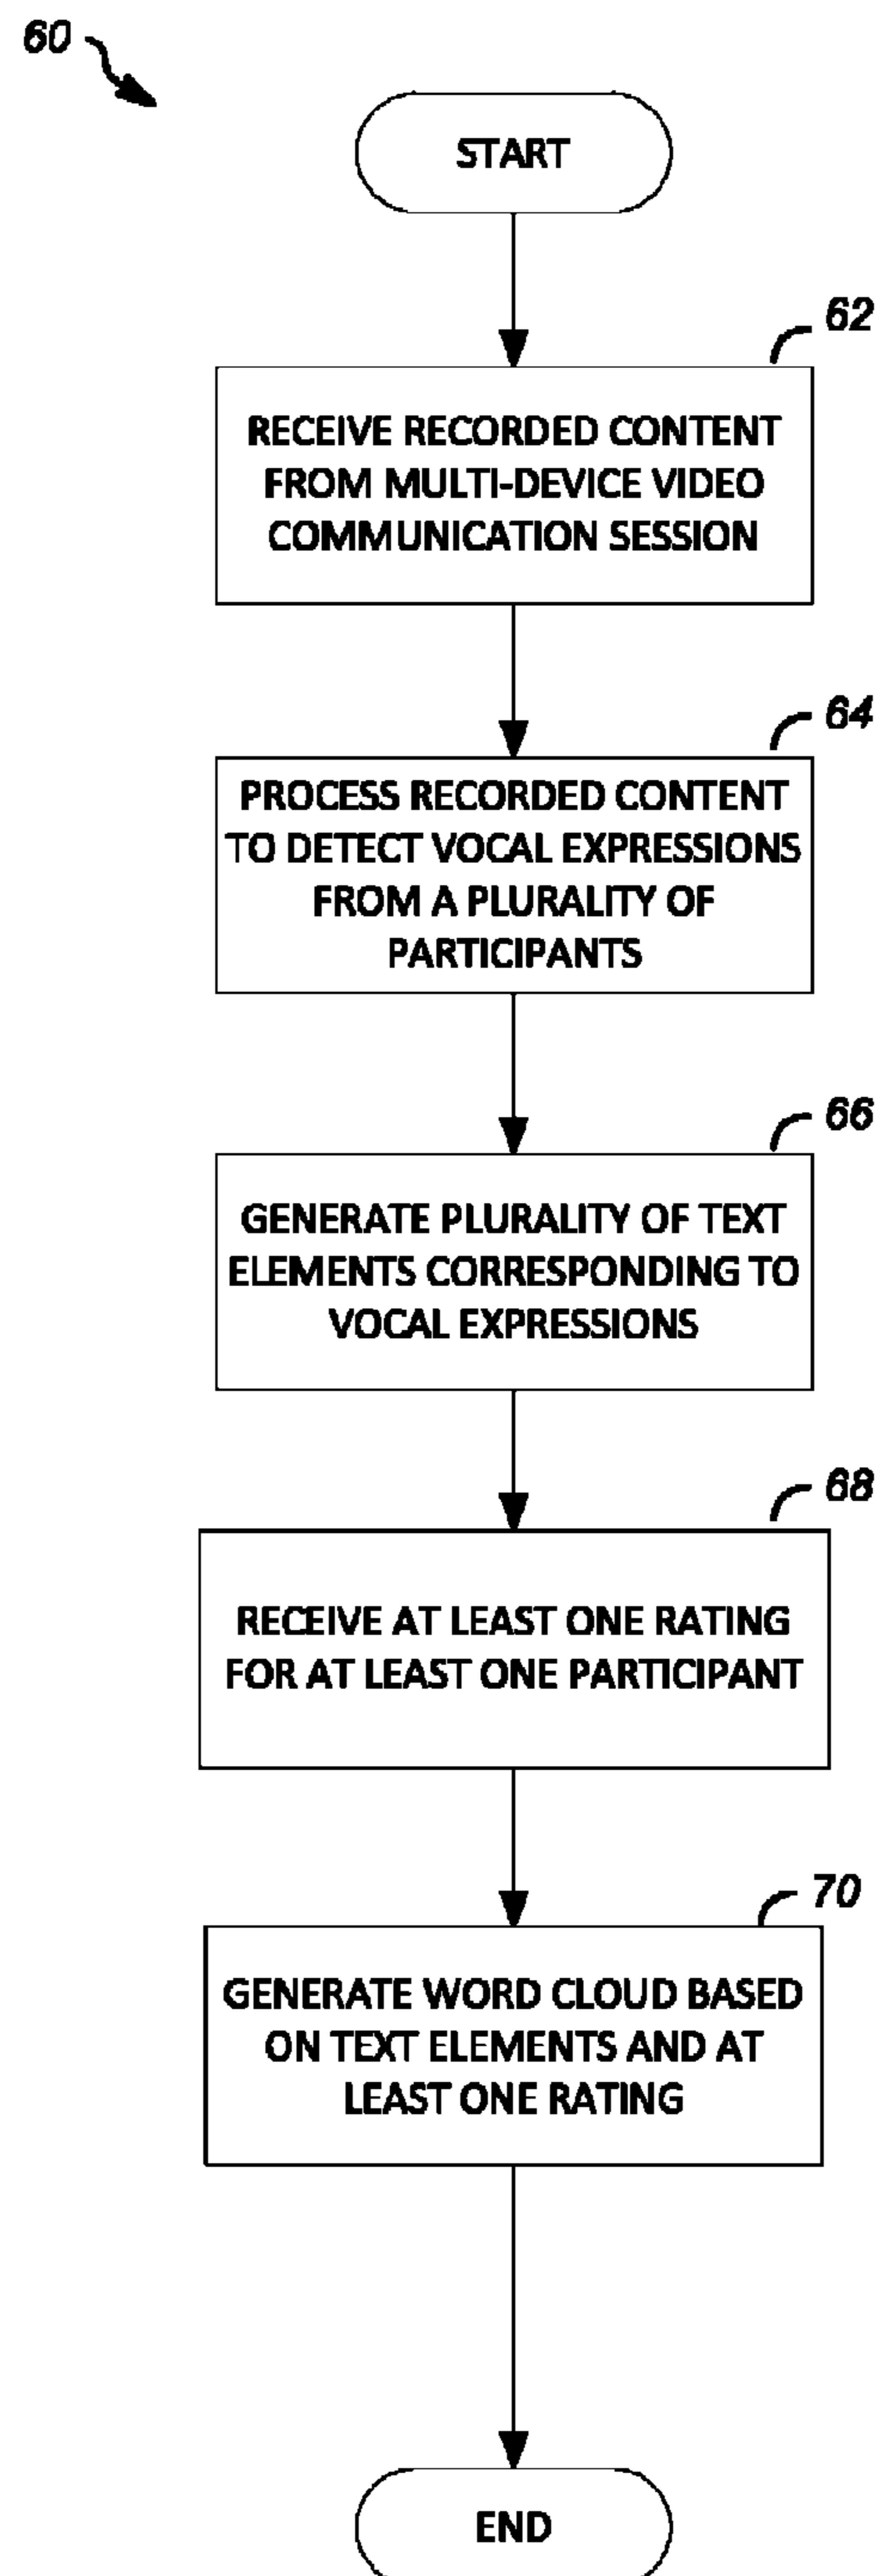 60
START
62
RECEIVE RECORDED CONTENT
FROM MULTI-DEVICE VIDEO
COMMUNICATION SESSION
64
PROCESS RECORDED CONTENT
TO DETECT VOCAL EXPRESSIONS
FROM A PLURALITY OF
PARTICIPANTS
66
GENERATE PLURALITY OF TEXT
ELEMENTS CORRESPONDING TO
VOCAL EXPRESSIONS
68
RECEIVE AT LEAST ONE RATING
FOR AT LEAST ONE PARTICIPANT
70
GENERATE WORD CLOUD BASED
ON TEXT ELEMENTS AND AT
LEAST ONE RATING
END